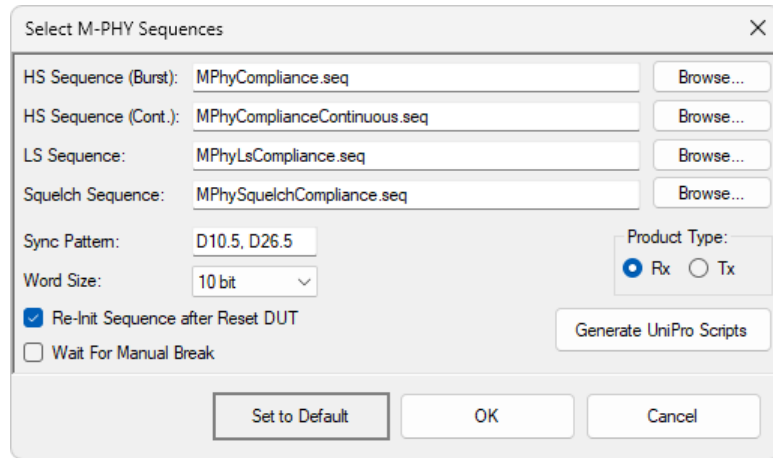 Select M-PHY Sequences
HS Sequence (Burst): MPhyCompliance.seq Browse...
HS Sequence (Cont.): MPhyComplianceContinuous.seq Browse...
LS Sequence: MPhyLsCompliance.seq Browse...
Squelch Sequence: MPhySquelchCompliance.seq Browse...
Sync Pattern: D10.5, D26.5 Product Type:
Word Size: 10 bit Rx Tx
Re-Init Sequence after Reset DUT
Generate UniPro Scripts
Wait For Manual Break
Set to Default OK Cancel